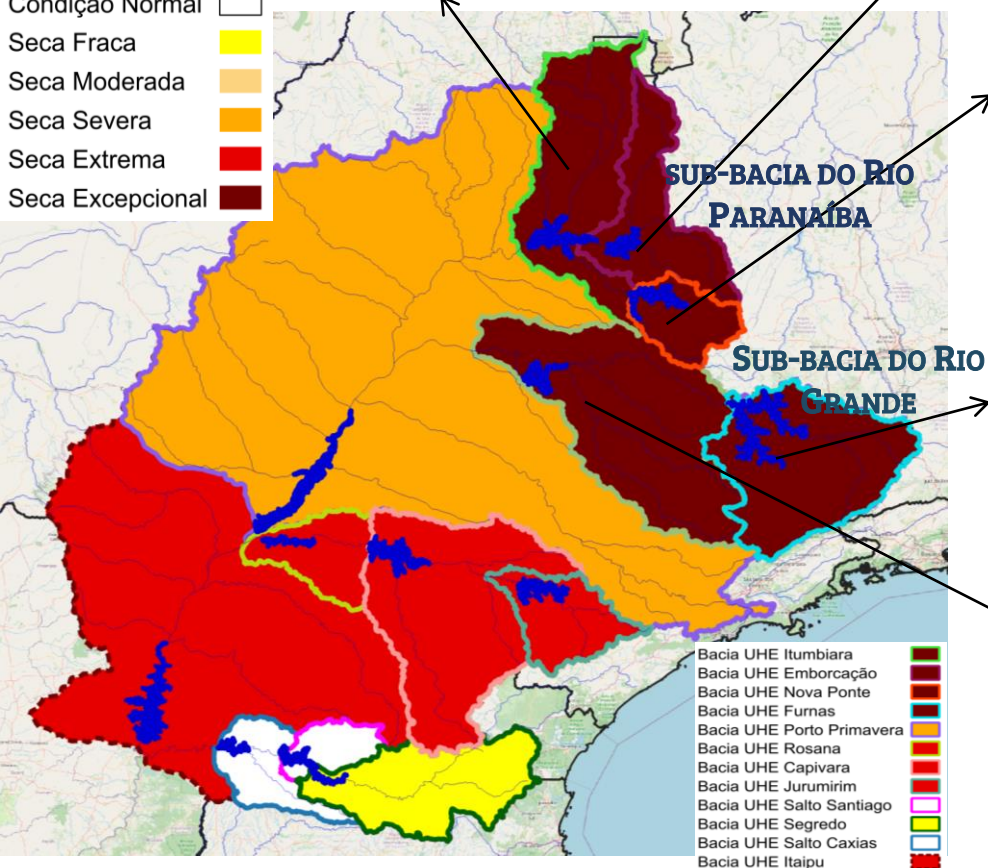 Condição Normal
Seca Fraca
Seca Moderada
Seca Severa
Seca Extrema
Seca Excepcional
SUB-BACIA DO RIO
PARANAÍBA
SUB-BACIA DO RIO
GRANDE
Bacia UHE Itumbiara
Bacia UHE Emborcação
Bacia UHE Nova Ponte
Bacia UHE Furnas
Bacia UHE Porto Primavera
Bacia UHE Rosana
Bacia UHE Capivara
Bacia UHE Jurumirim
Bacia UHE Salto Santiago
Bacia UHE Segredo
Bacia UHE Salto Caxias
Bacia UHE Itaipu